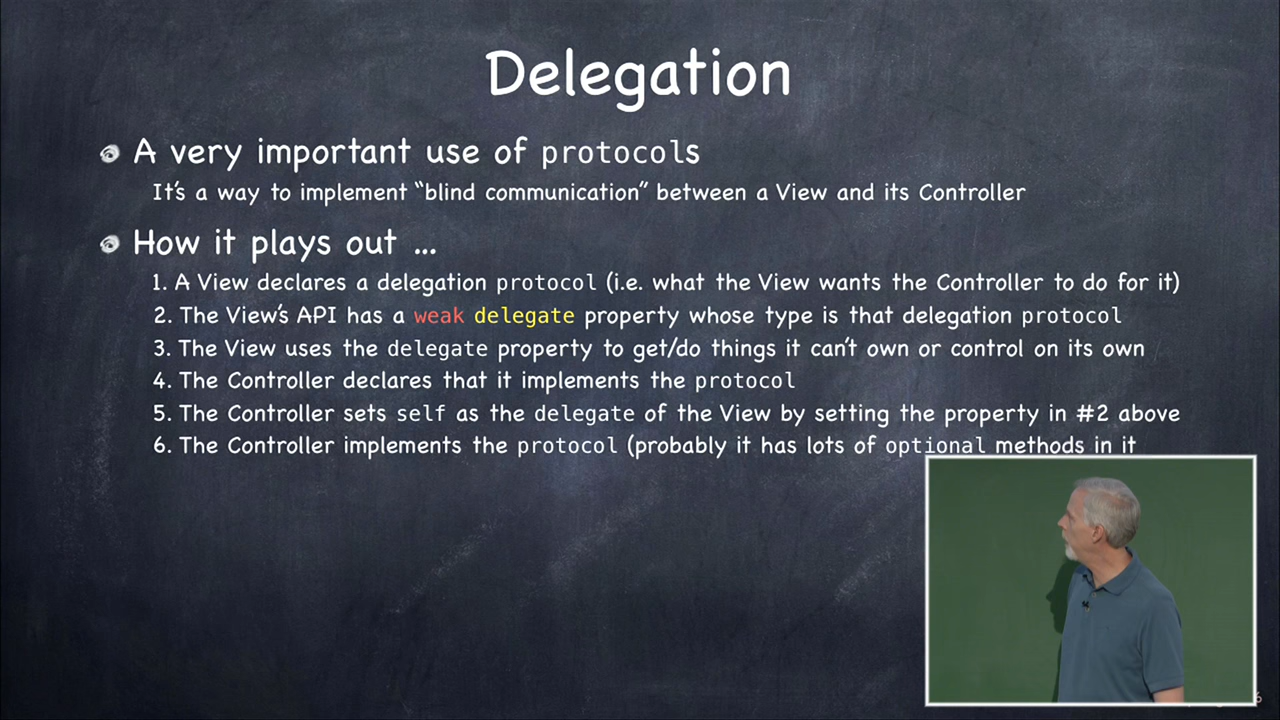 Delegation
A very important use of protocols
It's a way to implement “blind communication” between a View and its Controller
How it plays out ...
1. A View declares a delegation protocol (i.e. what the View wants the Controller to do for it)
2. The View's API has a weak delegate property whose type is that delegation protocol
3. The View uses the delegate property to get/do things it can't own or control on its own
4. The Controller declares that it implements the protocol
5. The Controller sets self as the delegate of the View by setting the property in #2 above
6. The Controller implements the protocol (probably it has lots of optional methods in it